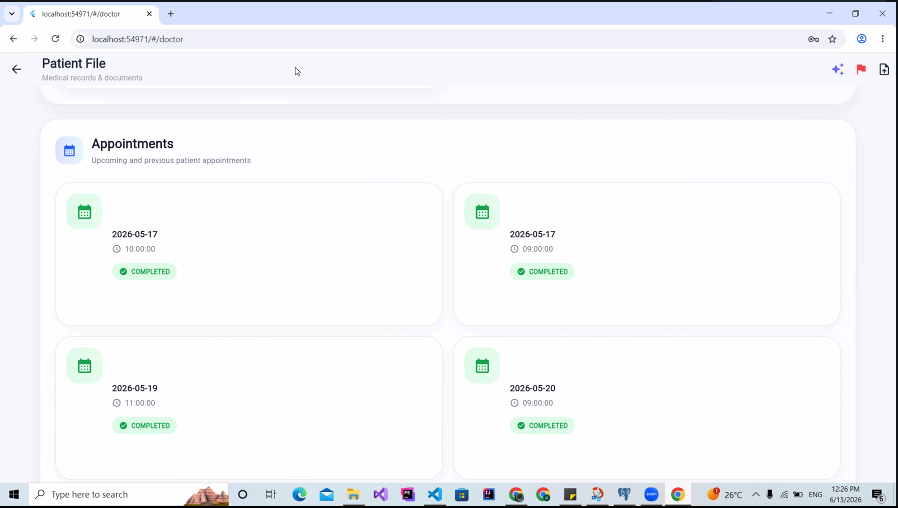 localhost:54971/#/doctor
localhost:54971/#/doctor
Patient File
Medical records & documents
Appointments
Upcoming and previous patient appointments
2026-05-17
10:00:00
COMPLETED
2026-05-17
09:00:00
COMPLETED
2026-05-19
11:00:00
COMPLETED
2026-05-20
09:00:00
COMPLETED
Type here to search
26°C
ENG
12:26 PM
6/13/2026